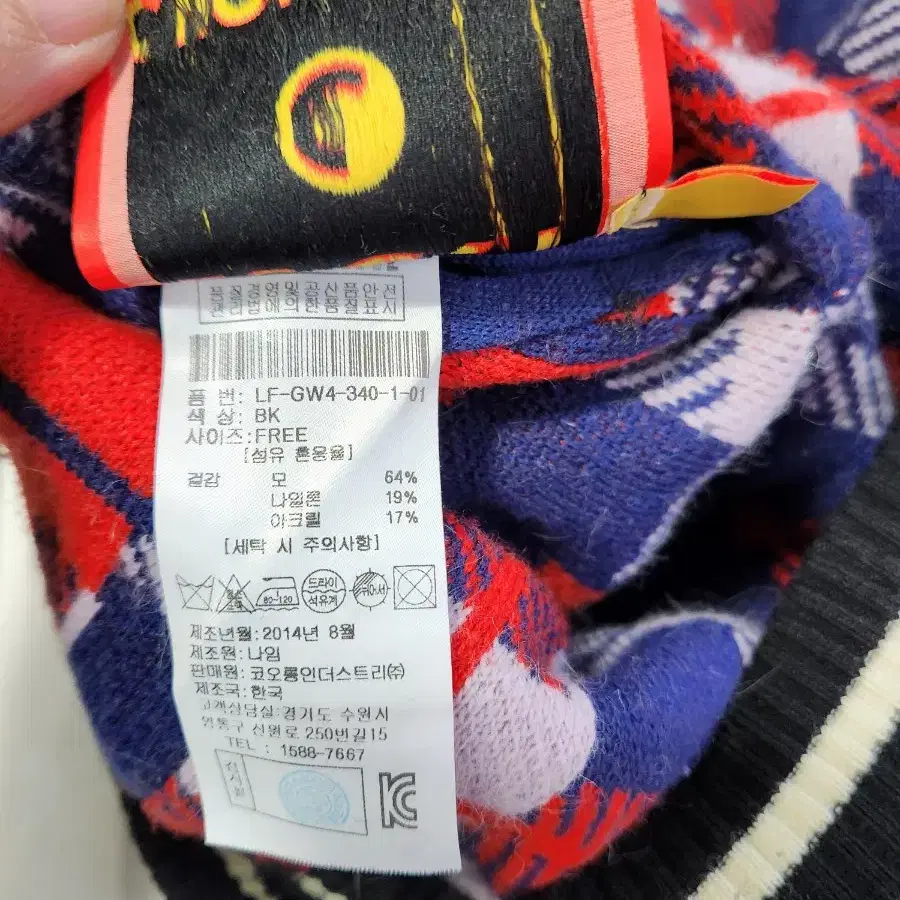 품질경영및공산품안전
관리법에의한품질표시
품 번: LF-GW4-340-1-01
색 상: BK
사이즈:FREE
[섬유 혼용율]
겉감 모 64%
나일론 19%
아크릴 17%
[세탁 시 주의사항]
80-120 드라이 석유계 뉘어서
제조년월:2014년 8월
제조원:나임
판매원:코오롱인더스트리㈜
제조국:한국
고객상담실:경기도 수원시
영통구 신원로 250번길15
TEL : 1588-7667